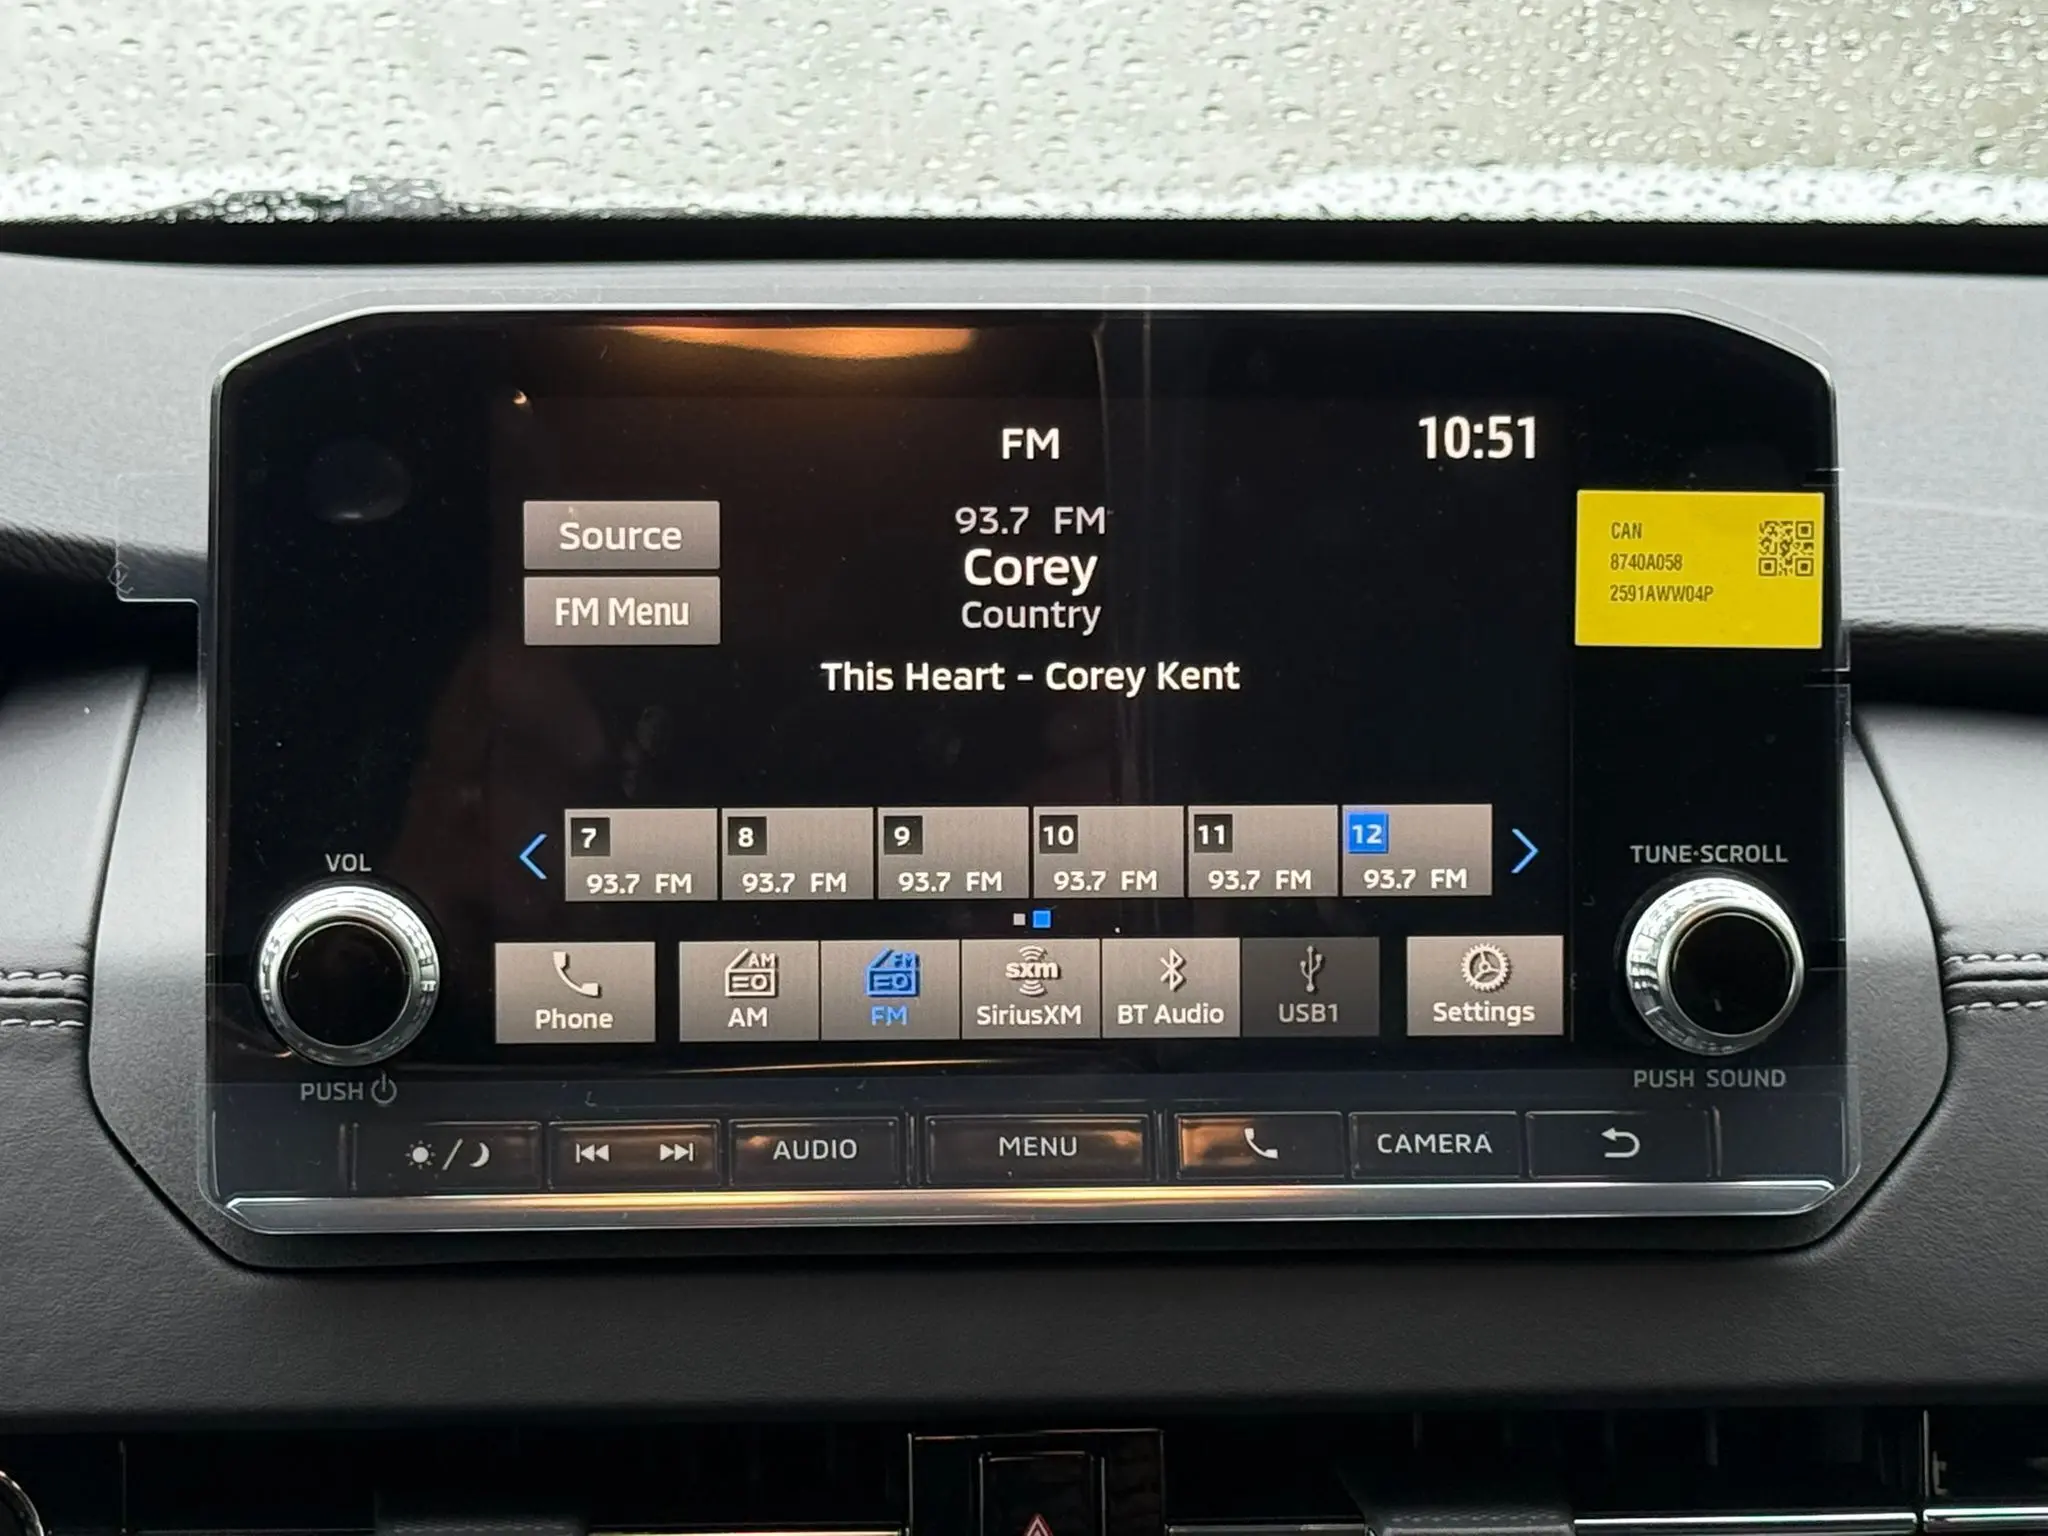 FM
10:51
Source
FM Menu
93.7 FM
Corey
Country
This Heart - Corey Kent
CAN
8740A058
2591AWW04P
7
93.7 FM
8
93.7 FM
9
93.7 FM
10
93.7 FM
11
93.7 FM
12
93.7 FM
VOL
PUSH
TUNE·SCROLL
PUSH SOUND
Phone
AM
AM
FM
FM
sxm
SiriusXM
BT Audio
USB1
Settings
AUDIO
MENU
CAMERA